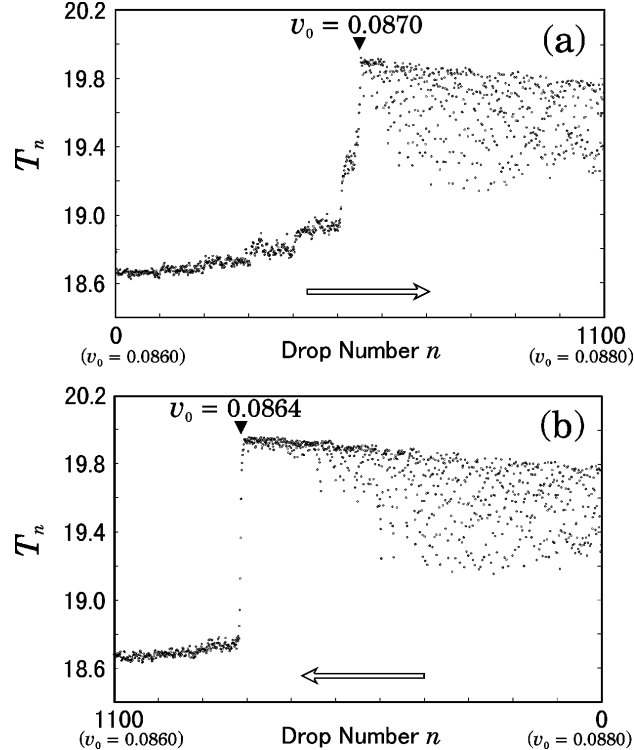 20.2
v₀ = 0.0870
(a)
19.8
19.4
Tₙ
19.0
18.6
0
1100
(v₀ = 0.0860)
Drop Number n
(v₀ = 0.0880)
20.2
v₀ = 0.0864
(b)
19.8
19.4
Tₙ
19.0
18.6
1100
0
(v₀ = 0.0860)
Drop Number n
(v₀ = 0.0880)